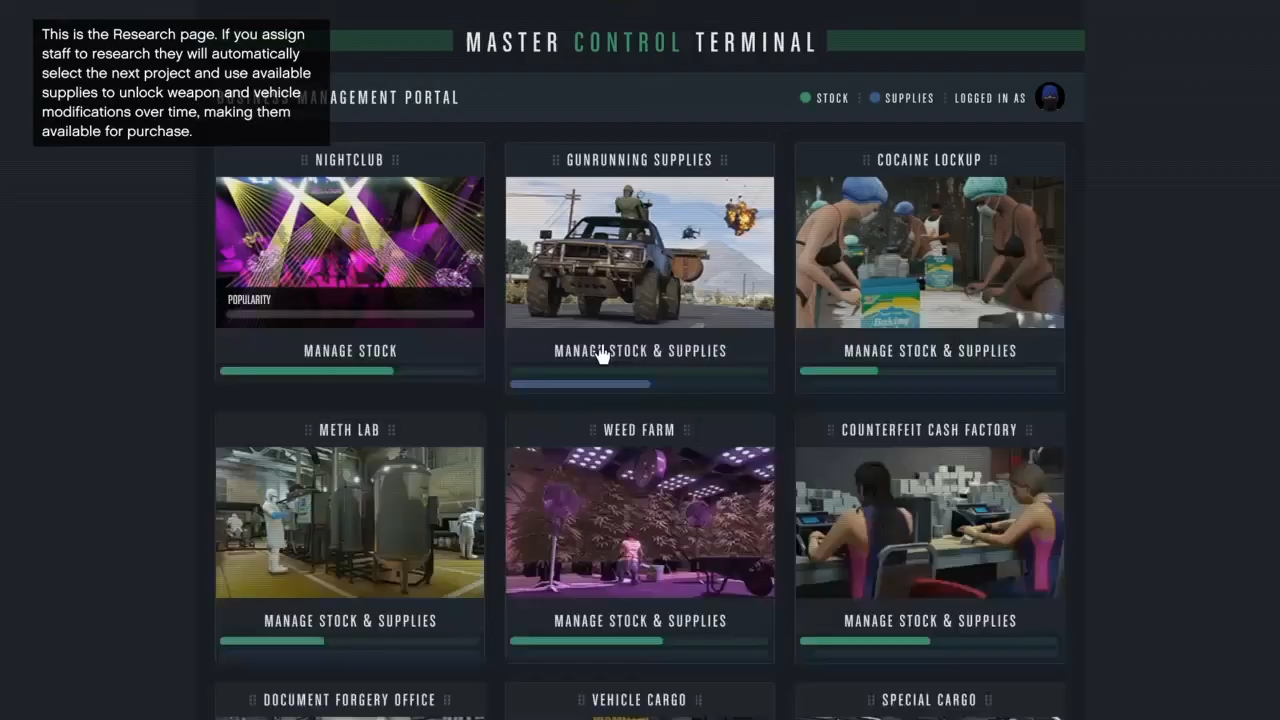 This is the Research page. If you assign
staff to research they will automatically
select the next project and use available
supplies to unlock weapon and vehicle
modifications over time, making them
available for purchase.
MASTER CONTROL TERMINAL
MANAGEMENT PORTAL
STOCK
SUPPLIES
LOGGED IN AS
NIGHTCLUB
POPULARITY
MANAGE STOCK
GUNRUNNING SUPPLIES
MANAGE STOCK & SUPPLIES
COCAINE LOCKUP
Baking
MANAGE STOCK & SUPPLIES
METH LAB
MANAGE STOCK & SUPPLIES
WEED FARM
MANAGE STOCK & SUPPLIES
COUNTERFEIT CASH FACTORY
MANAGE STOCK & SUPPLIES
DOCUMENT FORGERY OFFICE
VEHICLE CARGO
SPECIAL CARGO